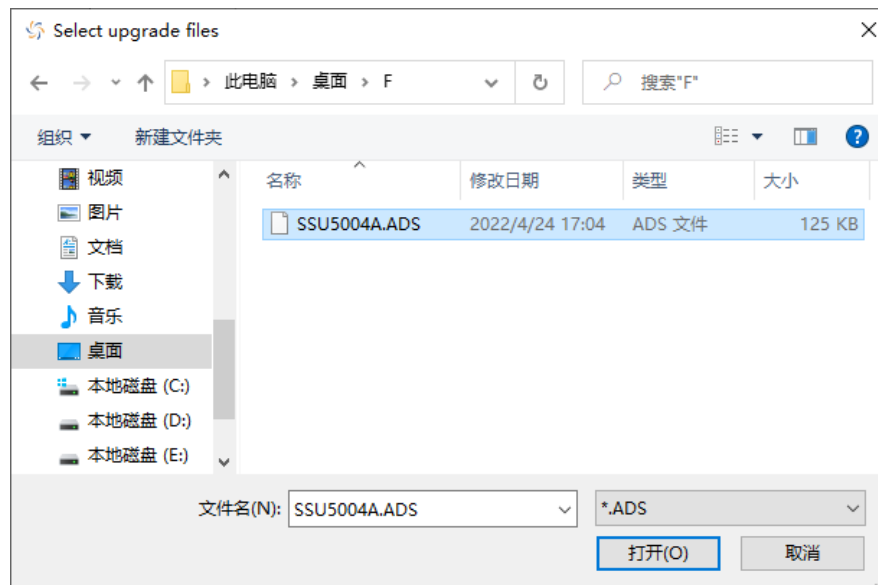 Select upgrade files
此电脑 > 桌面 > F
搜索"F"
组织
新建文件夹
视频
图片
文档
下载
音乐
桌面
本地磁盘 (C:)
本地磁盘 (D:)
本地磁盘 (E:)
名称 修改日期 类型 大小
SSU5004A.ADS 2022/4/24 17:04 ADS 文件 125 KB
文件名(N): SSU5004A.ADS *.ADS
打开(O) 取消